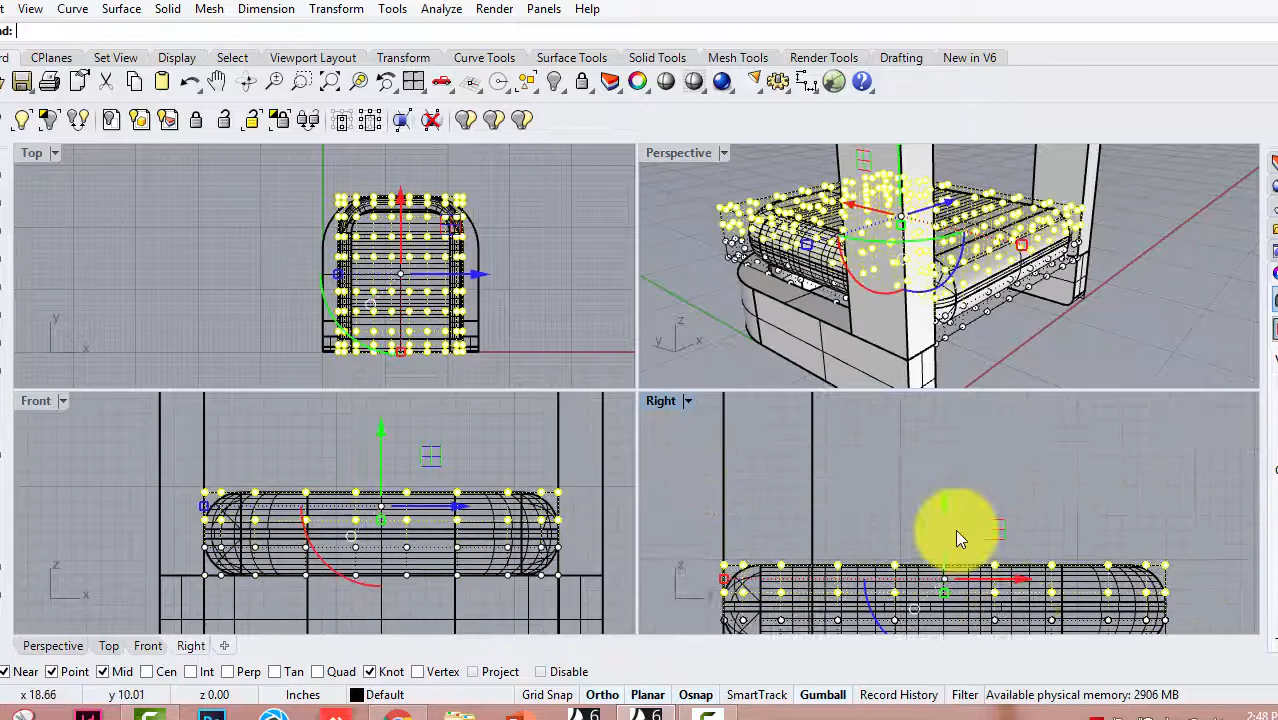 View Curve Surface Solid Mesh Dimension Transform Tools Analyze Render Panels Help
nd:
rd CPlanes Set View Display Select Viewport Layout Transform Curve Tools Surface Tools Solid Tools Mesh Tools Render Tools Drafting New in V6
Top Perspective
y x
z y x
Front Right
z x
z
Perspective Top Front Right
Near Point Mid Cen Int Perp Tan Quad Knot Vertex Project Disable
x 18.66 y 10.01 z 0.00 Inches Default Grid Snap Ortho Planar Osnap SmartTrack Gumball Record History Filter Available physical memory: 2906 MB
Ps 6 6